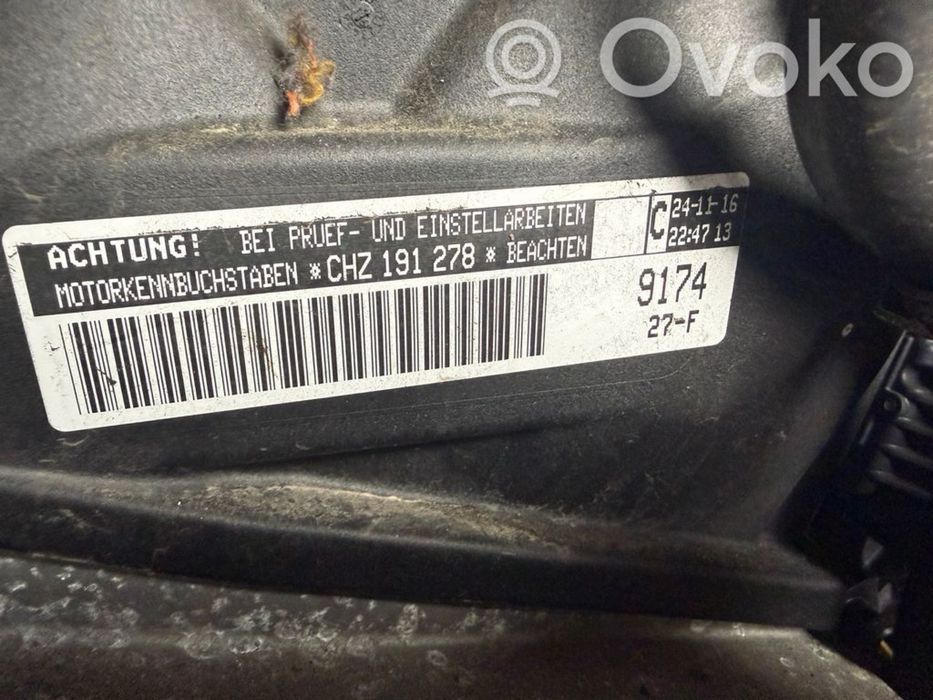 Ovoko
ACHTUNG! BEI PRUEF- UND EINSTELLARBEITEN
MOTORKENNBUCHSTABEN *CHZ 191 278* BEACHTEN
C
24-11-16
22:47 13
9174
27-F